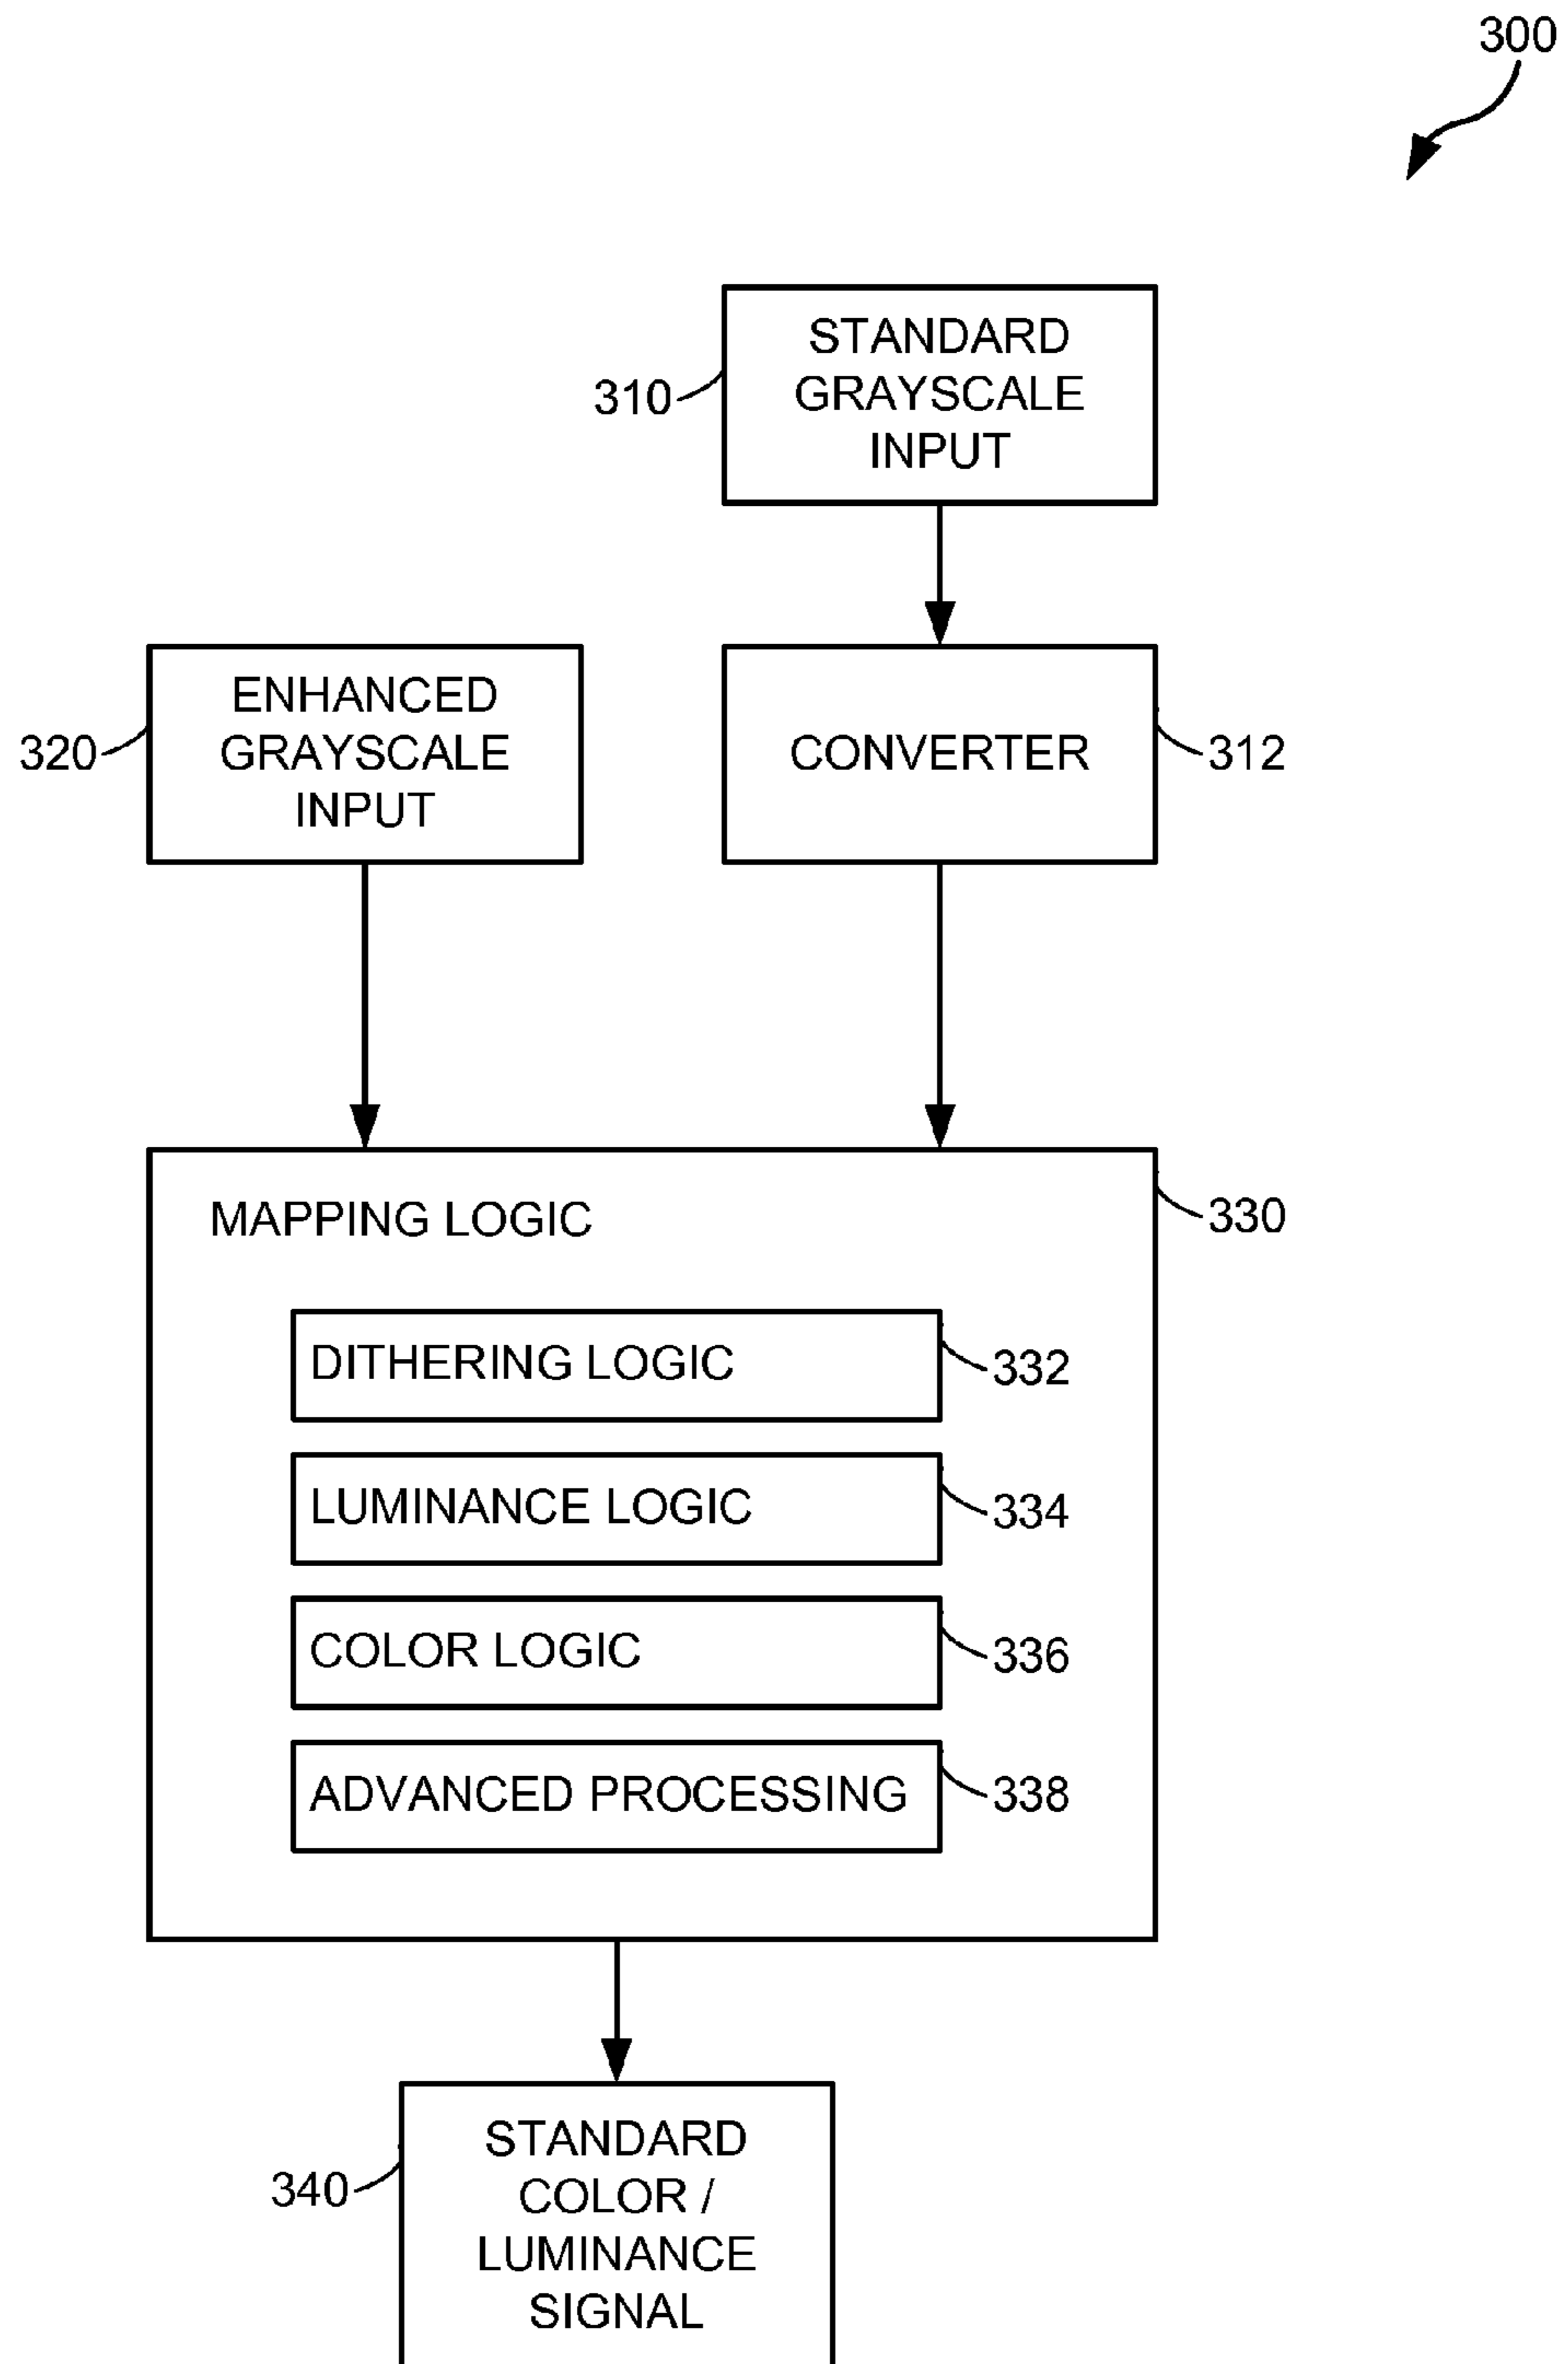 300
STANDARD
GRAYSCALE
INPUT
310
ENHANCED
GRAYSCALE
INPUT
320
CONVERTER
312
MAPPING LOGIC
330
DITHERING LOGIC
332
LUMINANCE LOGIC
334
COLOR LOGIC
336
ADVANCED PROCESSING
338
STANDARD
COLOR /
LUMINANCE
SIGNAL
340